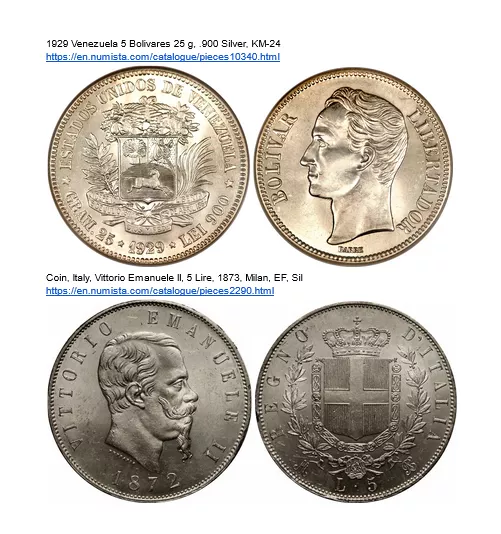 1929 Venezuela 5 Bolivares 25 g, .900 Silver, KM-24
https://en.numista.com/catalogue/pieces10340.html
ESTADOS UNIDOS DE VENEZUELA
GRAM 25 * 1929 * LEI 900
BOLIVAR LIBERTADOR
BARRE
Coin, Italy, Vittorio Emanuele II, 5 Lire, 1873, Milan, EF, Sil
https://en.numista.com/catalogue/pieces2290.html
VITTORIO EMANUELE II
1872
REGNO D'ITALIA
L·5